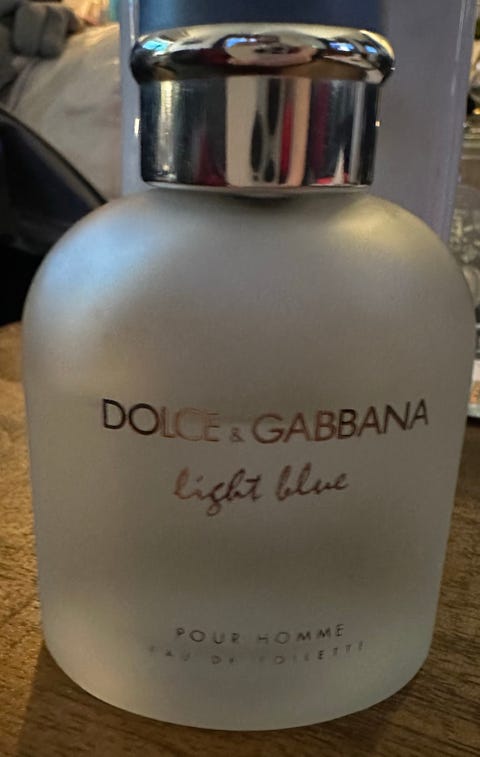 DOLCE & GABBANA
light blue
POUR HOMME
EAU DE TOILETTE